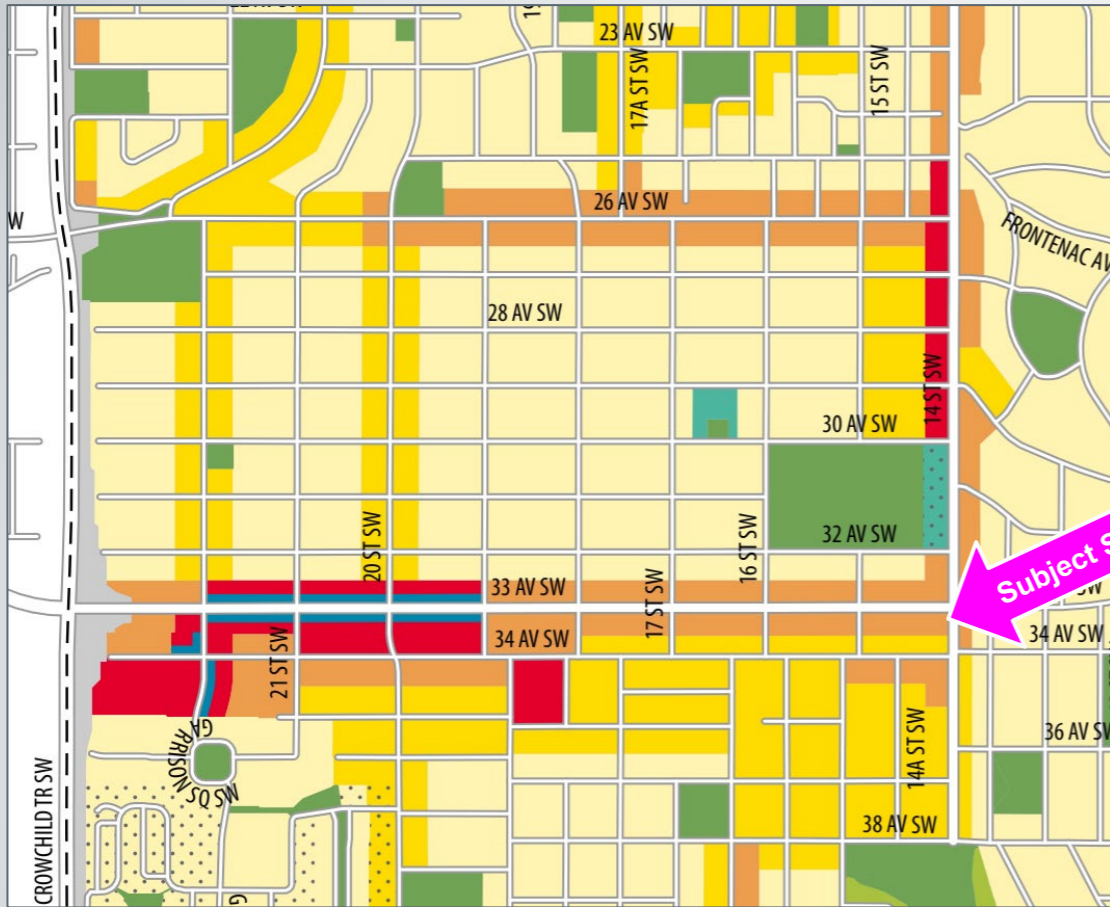 23 AV SW
17A ST SW
15 ST SW
26 AV SW
W
FRONTENAC AV
28 AV SW
14 ST SW
30 AV SW
32 AV SW
20 ST SW
16 ST SW
Subject S
33 AV SW
17 ST SW
SW
34 AV SW
34 AV SW
21 ST SW
GARRISON SQ SW
14A ST SW
36 AV SW
CROWCHILD TR SW
38 AV SW
G